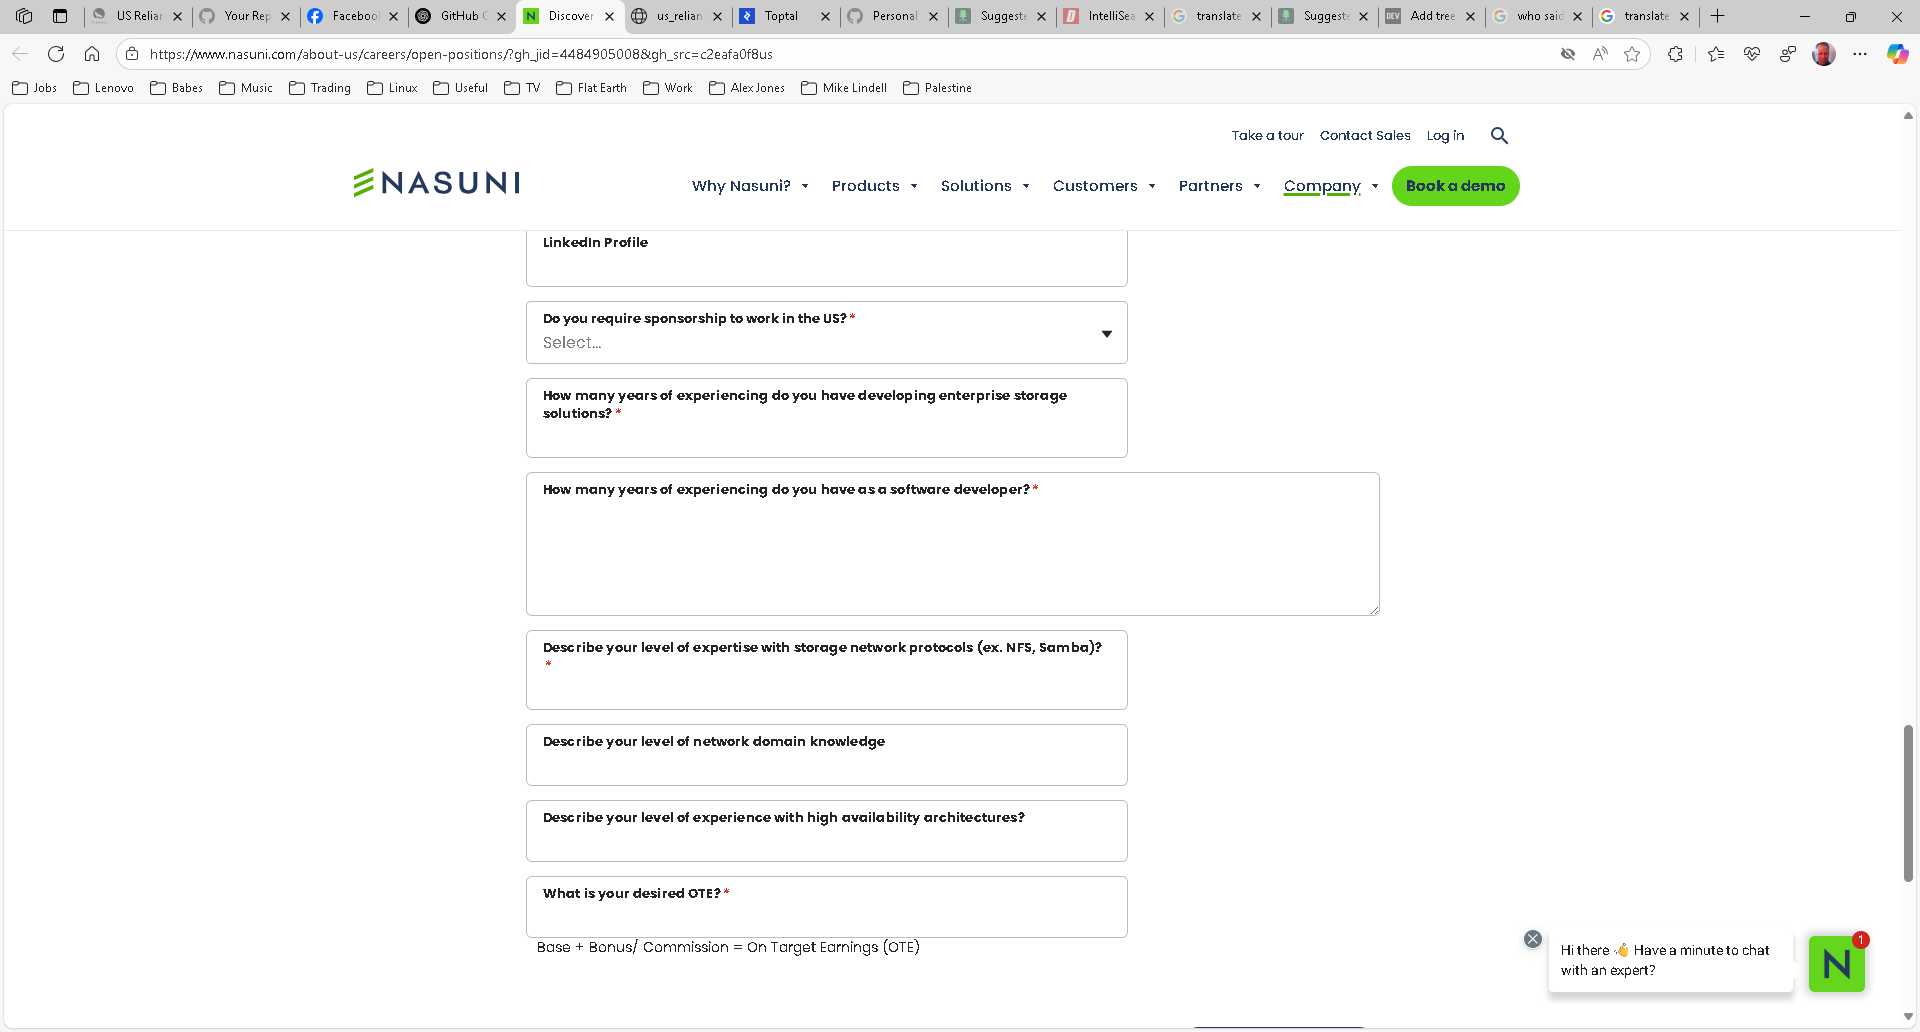 US Relian
Your Rep
Facebook
GitHub C
Discover
us_relian
Toptal
Personal
Suggeste
IntelliSea
translate
Suggeste
DEV
Add tree
who said
translate
https://www.nasuni.com/about-us/careers/open-positions/?gh_jid=4484905008&gh_src=c2eafa0f8us
Jobs Lenovo Babes Music Trading Linux Useful TV Flat Earth Work Alex Jones Mike Lindell Palestine
Take a tour Contact Sales Log in
NASUNI
Why Nasuni? Products Solutions Customers Partners Company Book a demo
LinkedIn Profile
Do you require sponsorship to work in the US? *
Select...
How many years of experiencing do you have developing enterprise storage
solutions? *
How many years of experiencing do you have as a software developer? *
Describe your level of expertise with storage network protocols (ex. NFS, Samba)?
*
Describe your level of network domain knowledge
Describe your level of experience with high availability architectures?
What is your desired OTE? *
Base + Bonus/ Commission = On Target Earnings (OTE)
Hi there 👋 Have a minute to chat
with an expert?
N
1